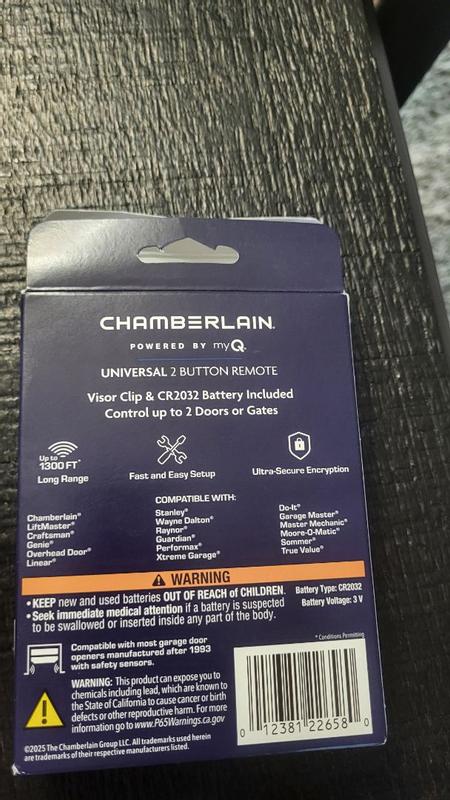 CHAMBERLAIN®
POWERED BY myQ®
UNIVERSAL 2 BUTTON REMOTE
Visor Clip & CR2032 Battery Included
Control up to 2 Doors or Gates
Up to
1300 FT*
Long Range
Fast and Easy Setup
Ultra-Secure Encryption
COMPATIBLE WITH:
Chamberlain®
LiftMaster®
Craftsman®
Genie®
Overhead Door®
Linear®
Stanley®
Wayne Dalton®
Raynor®
Guardian®
Performax®
Xtreme Garage®
Do-It®
Garage Master®
Master Mechanic®
Moore-O-Matic®
Sommer®
True Value®
WARNING
• KEEP new and used batteries OUT OF REACH of CHILDREN.
• Seek immediate medical attention if a battery is suspected
to be swallowed or inserted inside any part of the body.
Battery Type: CR2032
Battery Voltage: 3 V
* Conditions Permitting
Compatible with most garage door
openers manufactured after 1993
with safety sensors.
WARNING: This product can expose you to
chemicals including lead, which are known to
the State of California to cause cancer or birth
defects or other reproductive harm. For more
information go to www.P65Warnings.ca.gov
©2025 The Chamberlain Group LLC. All trademarks used herein
are trademarks of their respective manufacturers listed.
0 12381 22658 0